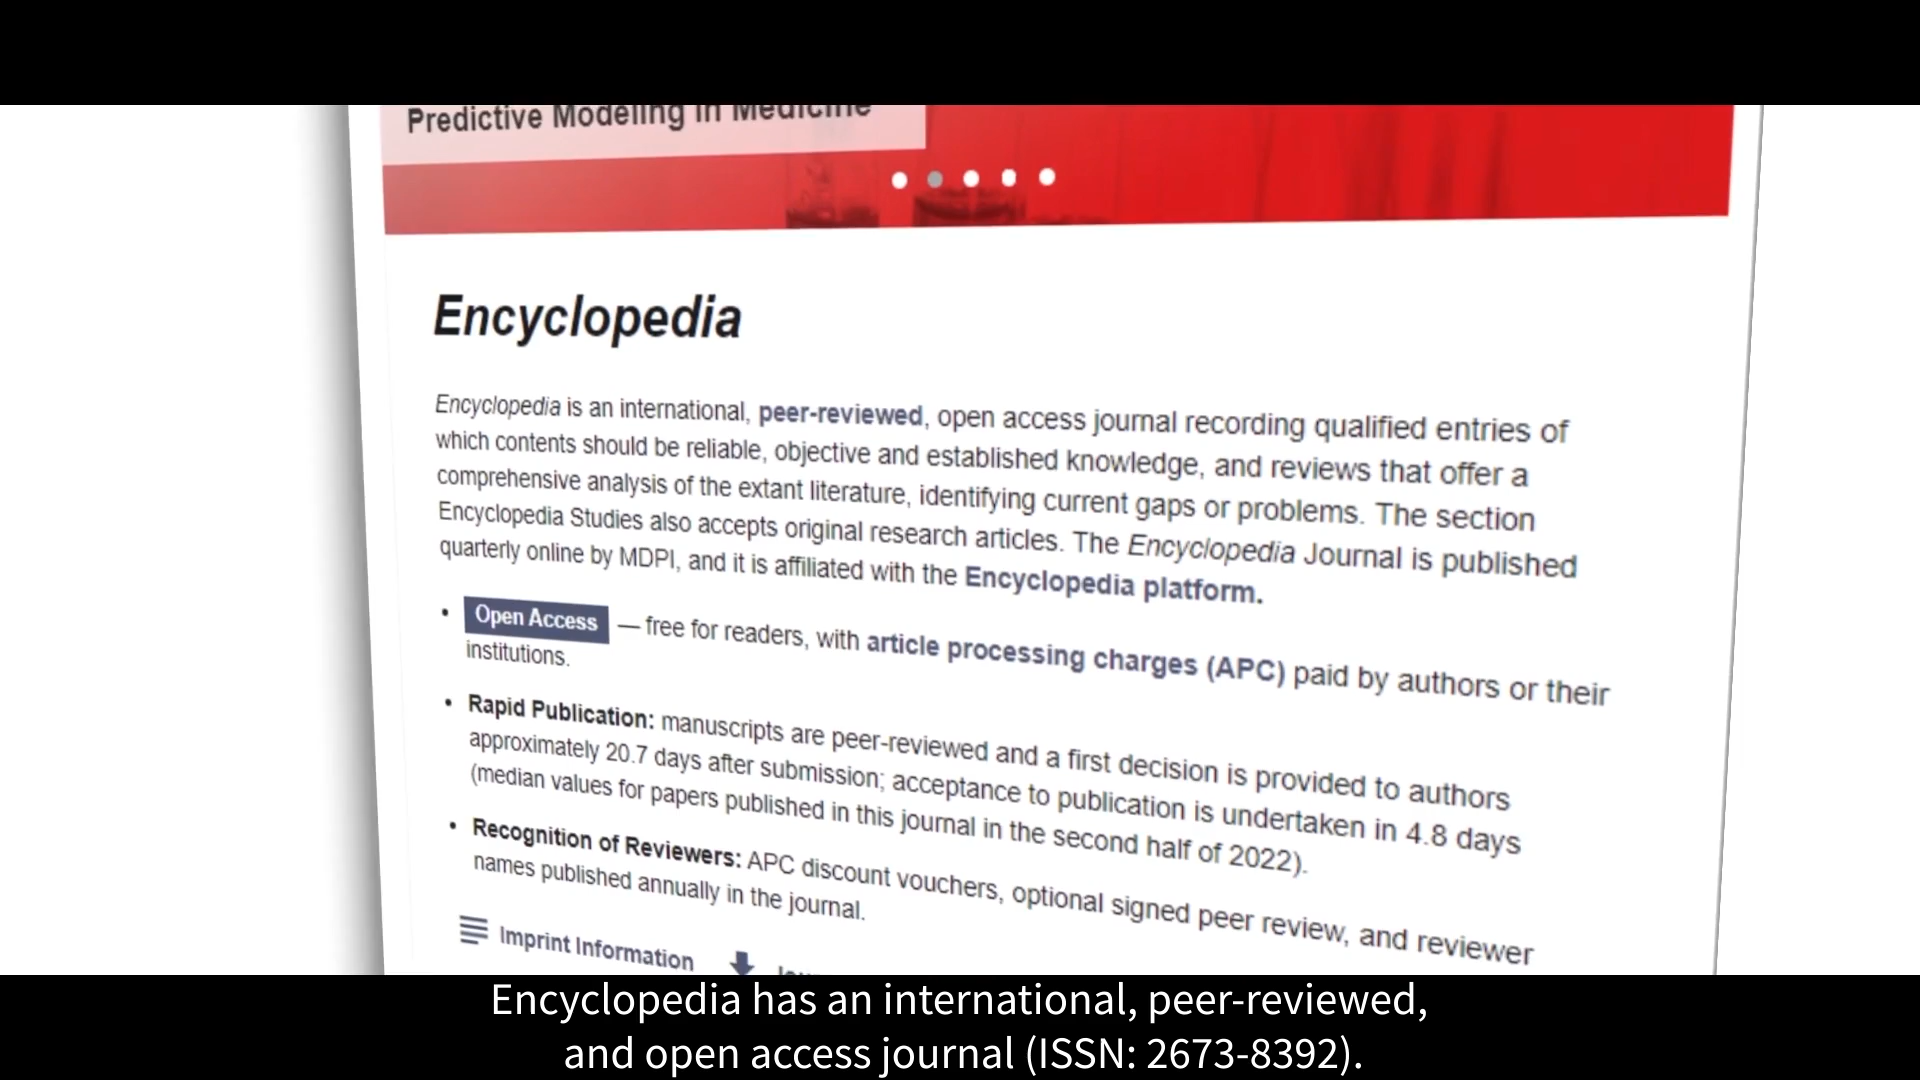 Predictive Modeling in Medicine
Encyclopedia
Encyclopedia is an international, peer-reviewed, open access journal recording qualified entries of
which contents should be reliable, objective and established knowledge, and reviews that offer a
comprehensive analysis of the extant literature, identifying current gaps or problems. The section
Encyclopedia Studies also accepts original research articles. The Encyclopedia Journal is published
quarterly online by MDPI, and it is affiliated with the Encyclopedia platform.
• Open Access — free for readers, with article processing charges (APC) paid by authors or their
institutions.
• Rapid Publication: manuscripts are peer-reviewed and a first decision is provided to authors
approximately 20.7 days after submission; acceptance to publication is undertaken in 4.8 days
(median values for papers published in this journal in the second half of 2022).
• Recognition of Reviewers: APC discount vouchers, optional signed peer review, and reviewer
names published annually in the journal.
Imprint Information
Encyclopedia has an international, peer-reviewed,
and open access journal (ISSN: 2673-8392).